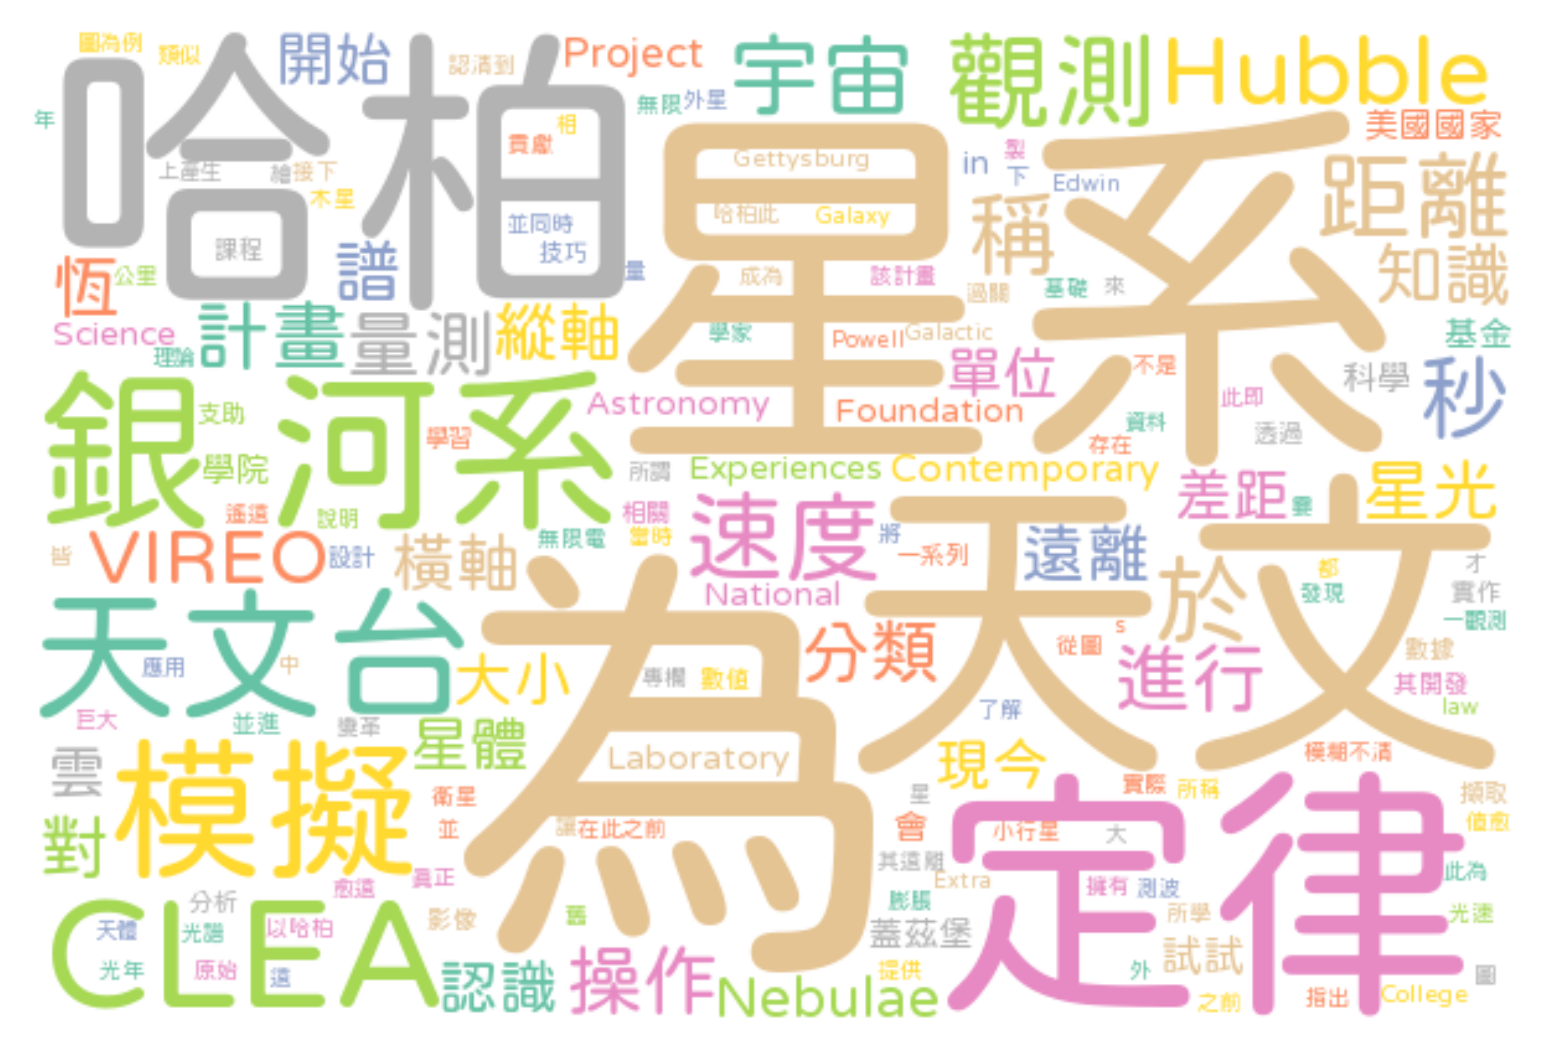 圖為例
類似
開始
認清到
Project
宇宙
觀測
Hubble
哈柏
年
無限
外星
相
貢獻
美國國家
上產生
繪
接下
木星
Gettysburg
in
製
下
Edwin
星系
距離
課程
並同時
技巧
哈柏此
Galaxy
稱
恆
公里
譜
量
成為
該計畫
過關
基礎
來
知識
Science
理論
計畫
量測
縱軸
學家
Powell
Galactic
單位
不是
基金
科學
秒
銀河系
支助
學習
學院
Astronomy
Foundation
此即
資料
存在
透過
所謂
Experiences
Contemporary
差距
星光
遙遠
說明
相關
速度
VIREO
皆
設計
橫軸
無限電
當時
將
一系列
遠離
於
天文
都
發現
才
實作
一觀測
National
天文台
應用
中
大小
為
專欄
數值
分類
s
從圖
進行
數據
其開發
law
巨大
並進
變革
星體
了解
雲
模擬
Laboratory
現今
模糊不清
對
衛星
並
讓
在此之前
星
會
實際
所稱
小行星
大
擷取
值愈
定律
其遠離
Extra
此為
分析
愈遠
真正
膨脹
擁有
測波
光速
CLEA
天體
光譜
以哈柏
影像
舊
蓋茲堡
所學
試試
光年
原始
遠
認識
操作
Nebulae
提供
外
之前
指出
College
圖